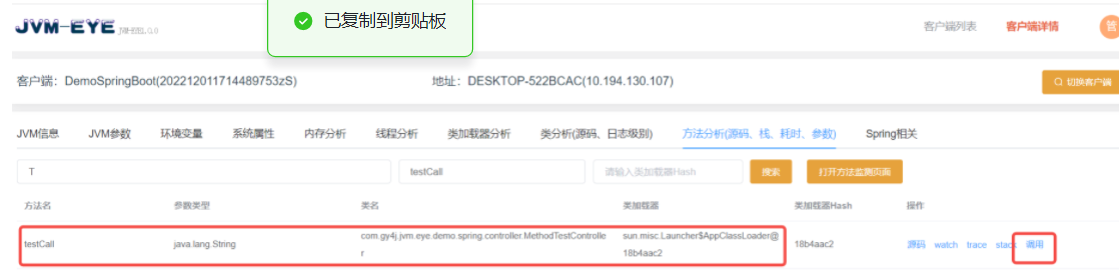 已复制到剪贴板
JVM-EYE
客户端列表 客户端详情 管
客户端：DemoSpringBoot(202212011714489753zS) 地址：DESKTOP-522BCAC(10.194.130.107) 切换客户端
JVM信息 JVM参数 环境变量 系统属性 内存分析 线程分析 类加载器分析 类分析(源码、日志级别) 方法分析(源码、栈、耗时、参数) Spring相关
T testCall 请输入类加载器Hash 搜索 打开方法监测页面
方法名 参数类型 类名 类加载器 类加载器Hash 操作
testCall java.lang.String com.gy4j.jvm.eye.demo.spring.controller.MethodTestControlle sun.misc.Launcher$AppClassLoader@ 18b4aac2 源码 watch trace stack 调用
r 18b4aac2